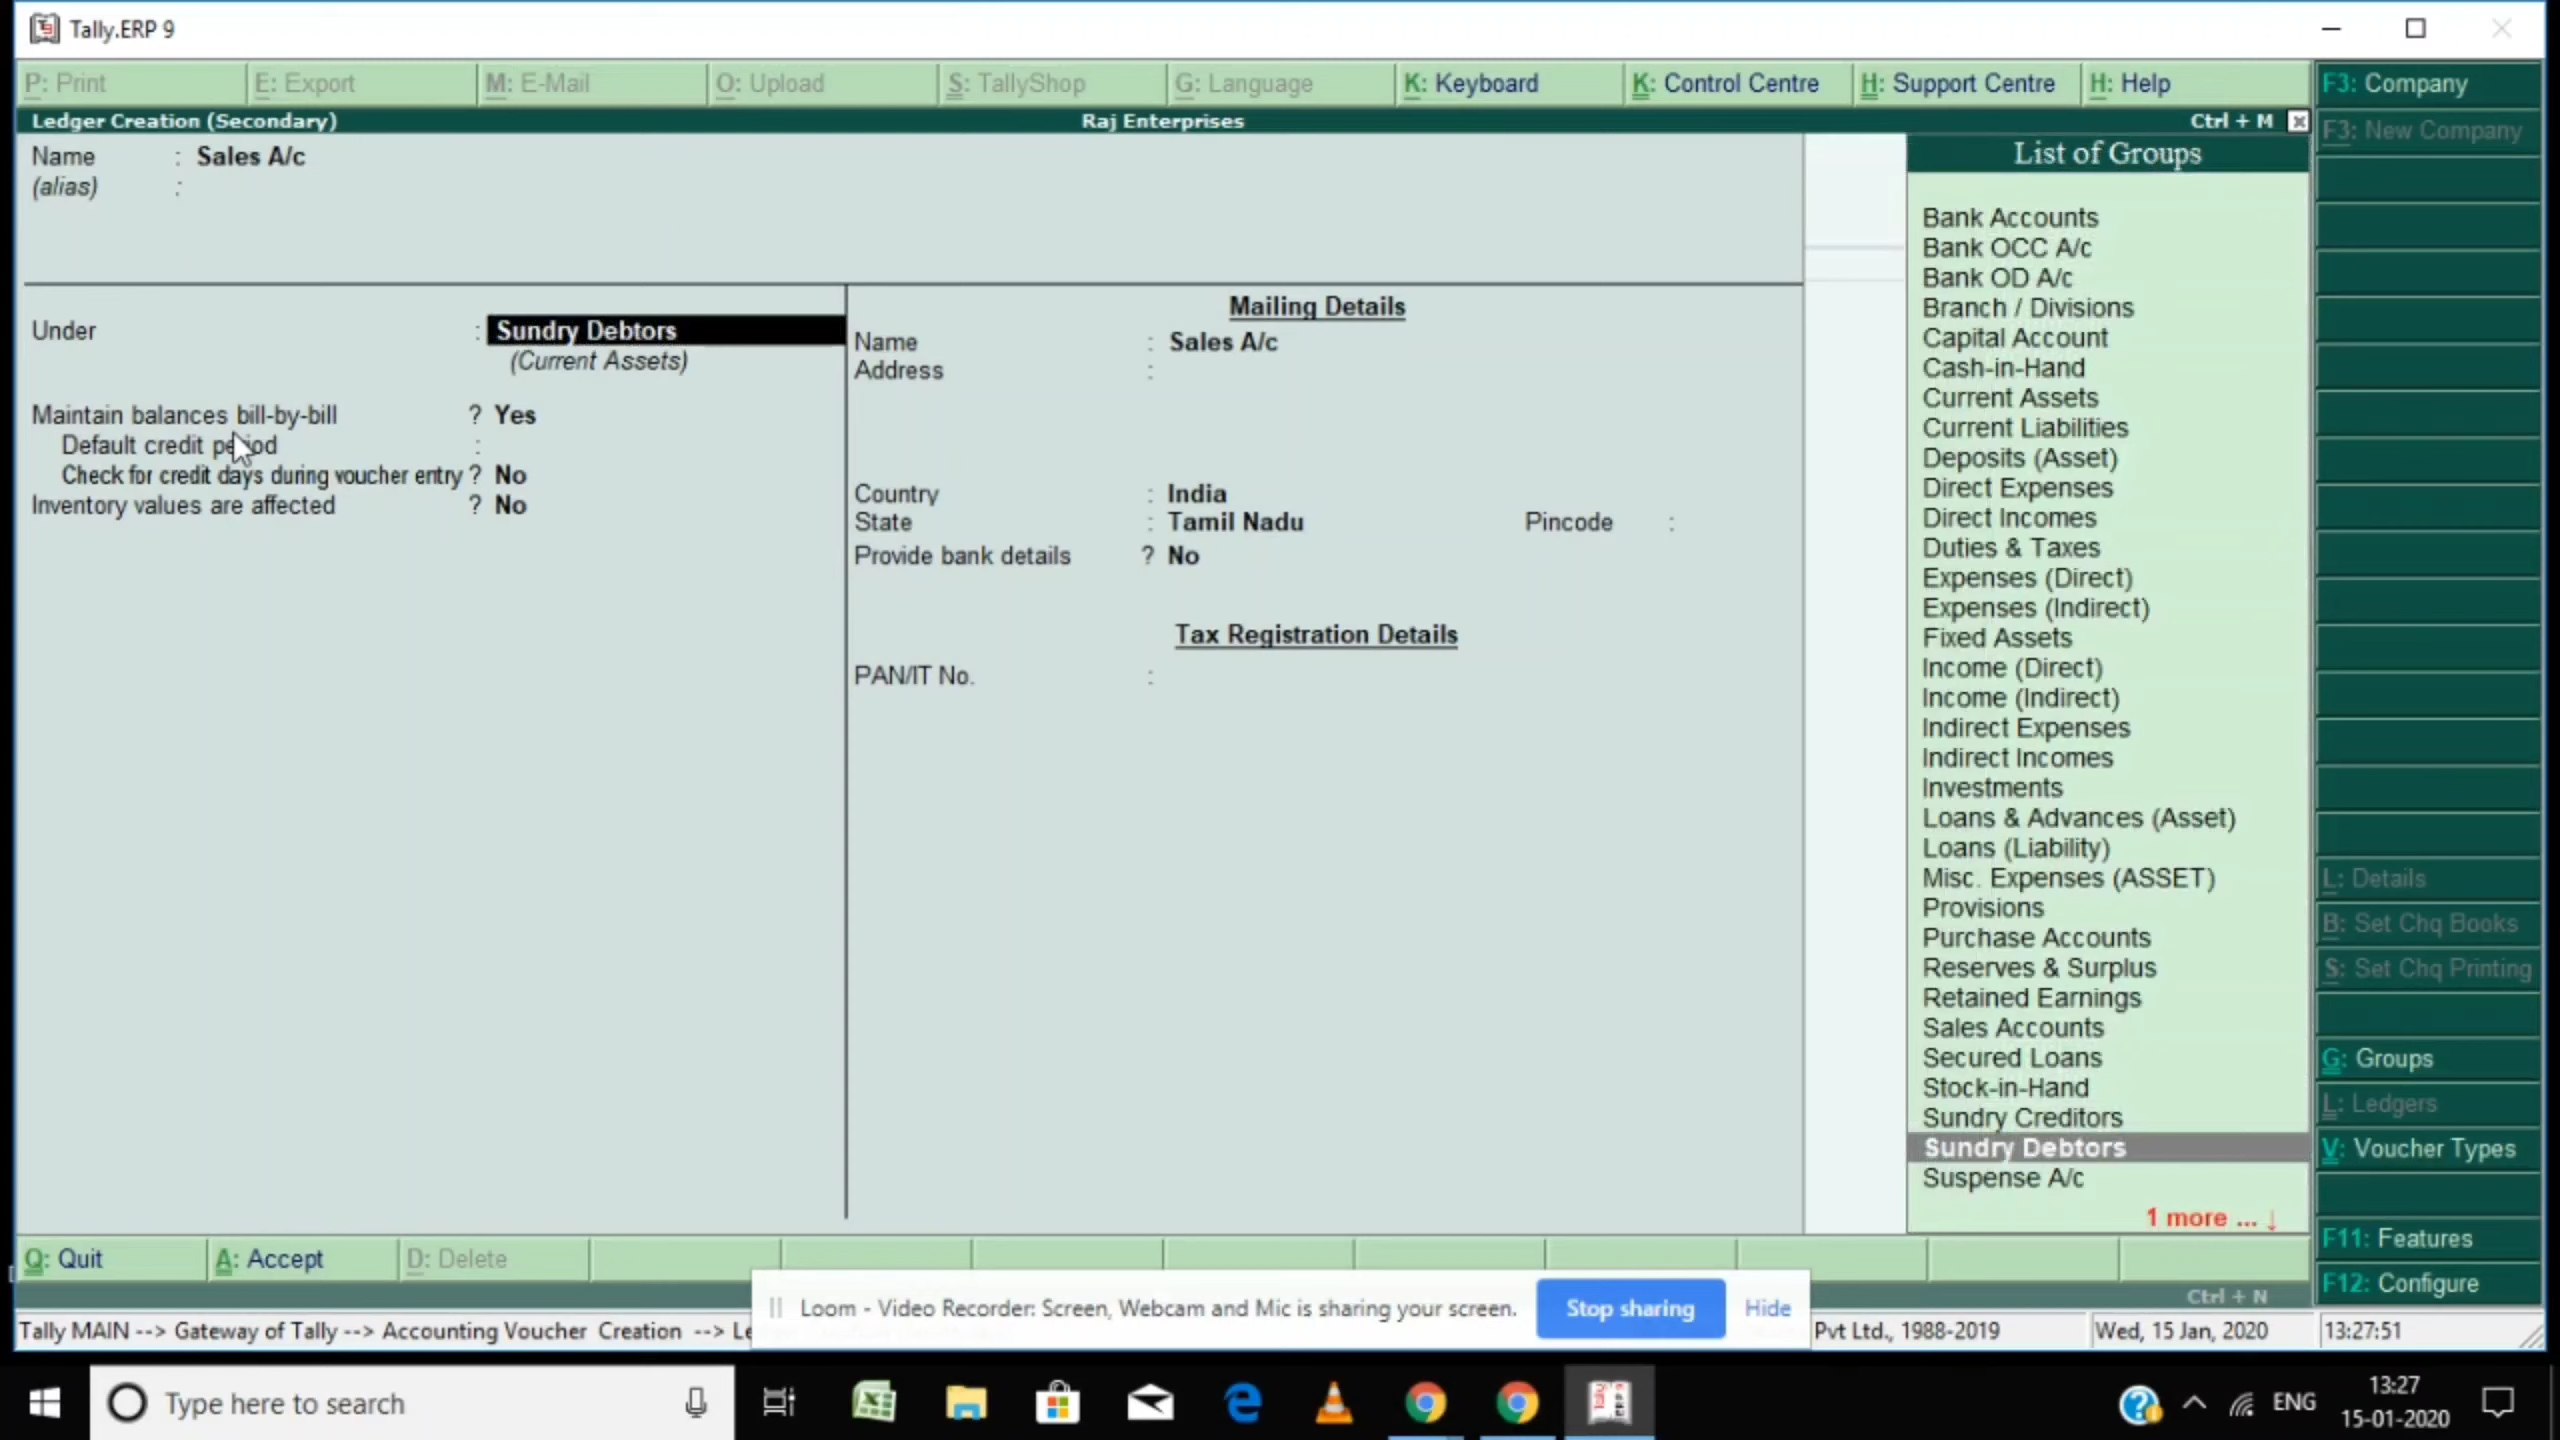 Tally.ERP 9
P: Print E: Export M: E-Mail O: Upload S: TallyShop G: Language K: Keyboard K: Control Centre H: Support Centre H: Help
F3: Company
F3: New Company
Ledger Creation (Secondary) Raj Enterprises Ctrl + M
Name : Sales A/c
(alias) :
Under : Sundry Debtors
(Current Assets)
Maintain balances bill-by-bill ? Yes
Default credit period :
Check for credit days during voucher entry ? No
Inventory values are affected ? No
Mailing Details
Name : Sales A/c
Address :
Country : India
State : Tamil Nadu Pincode :
Provide bank details ? No
Tax Registration Details
PAN/IT No. :
List of Groups
Bank Accounts
Bank OCC A/c
Bank OD A/c
Branch / Divisions
Capital Account
Cash-in-Hand
Current Assets
Current Liabilities
Deposits (Asset)
Direct Expenses
Direct Incomes
Duties & Taxes
Expenses (Direct)
Expenses (Indirect)
Fixed Assets
Income (Direct)
Income (Indirect)
Indirect Expenses
Indirect Incomes
Investments
Loans & Advances (Asset)
Loans (Liability)
Misc. Expenses (ASSET)
Provisions
Purchase Accounts
Reserves & Surplus
Retained Earnings
Sales Accounts
Secured Loans
Stock-in-Hand
Sundry Creditors
Sundry Debtors
Suspense A/c
1 more ... ↓
L: Details
B: Set Chq Books
S: Set Chq Printing
G: Groups
L: Ledgers
V: Voucher Types
F11: Features
F12: Configure
Q: Quit A: Accept D: Delete
Ctrl + N
Loom - Video Recorder: Screen, Webcam and Mic is sharing your screen. Stop sharing Hide
Tally MAIN --> Gateway of Tally --> Accounting Voucher Creation --> Le
Pvt Ltd., 1988-2019 Wed, 15 Jan, 2020 13:27:51
Type here to search
ENG
13:27
15-01-2020